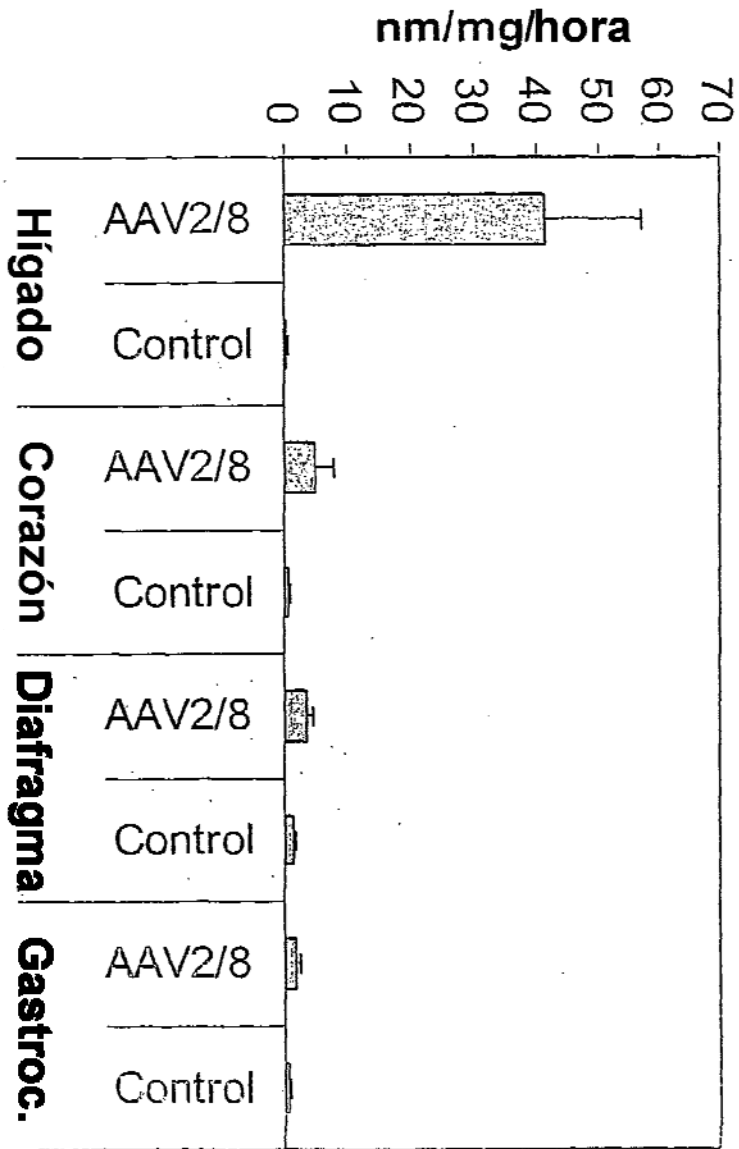 nm/mg/hora
0
10
20
30
40
50
60
70
Hígado
AAV2/8
Control
Corazón
AAV2/8
Control
Diafragma
AAV2/8
Control
Gastroc.
AAV2/8
Control